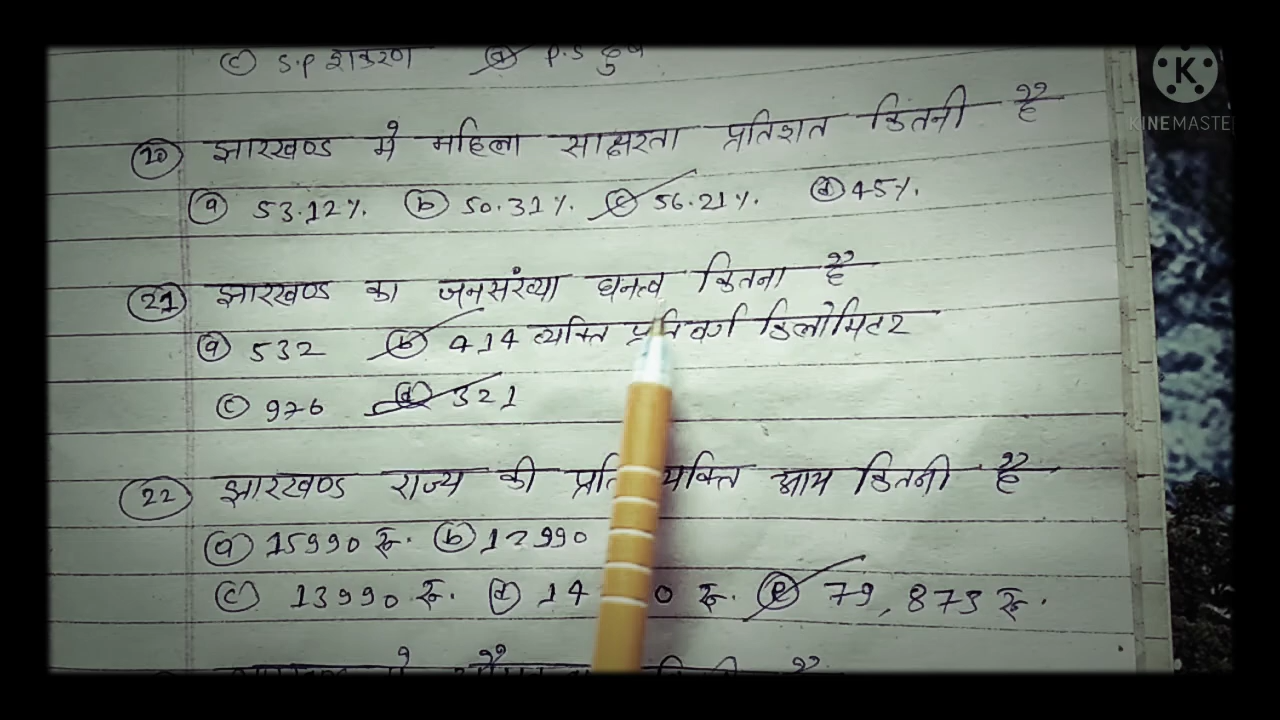 (c) S.P शंकरण (d) P.S
(20) झारखण्ड में महिला साक्षरता प्रतिशत कितनी है
(a) 53.12%. (b) 50.31%. (c) 56.21%. (d) 45%.
(21) झारखण्ड का जनसंख्या घनत्व कितना है
(a) 532 (b) 414 व्यक्ति प्रतिवर्ग किलोमिटर
(c) 976 (d) 321
(22) झारखण्ड राज्य की प्रति व्यक्ति आय कितनी है
(a) 15990 रू. (b) 12990
(c) 13990 रू. (d) 14 0 रू. (e) 79,873 रू.
K
KINEMASTE